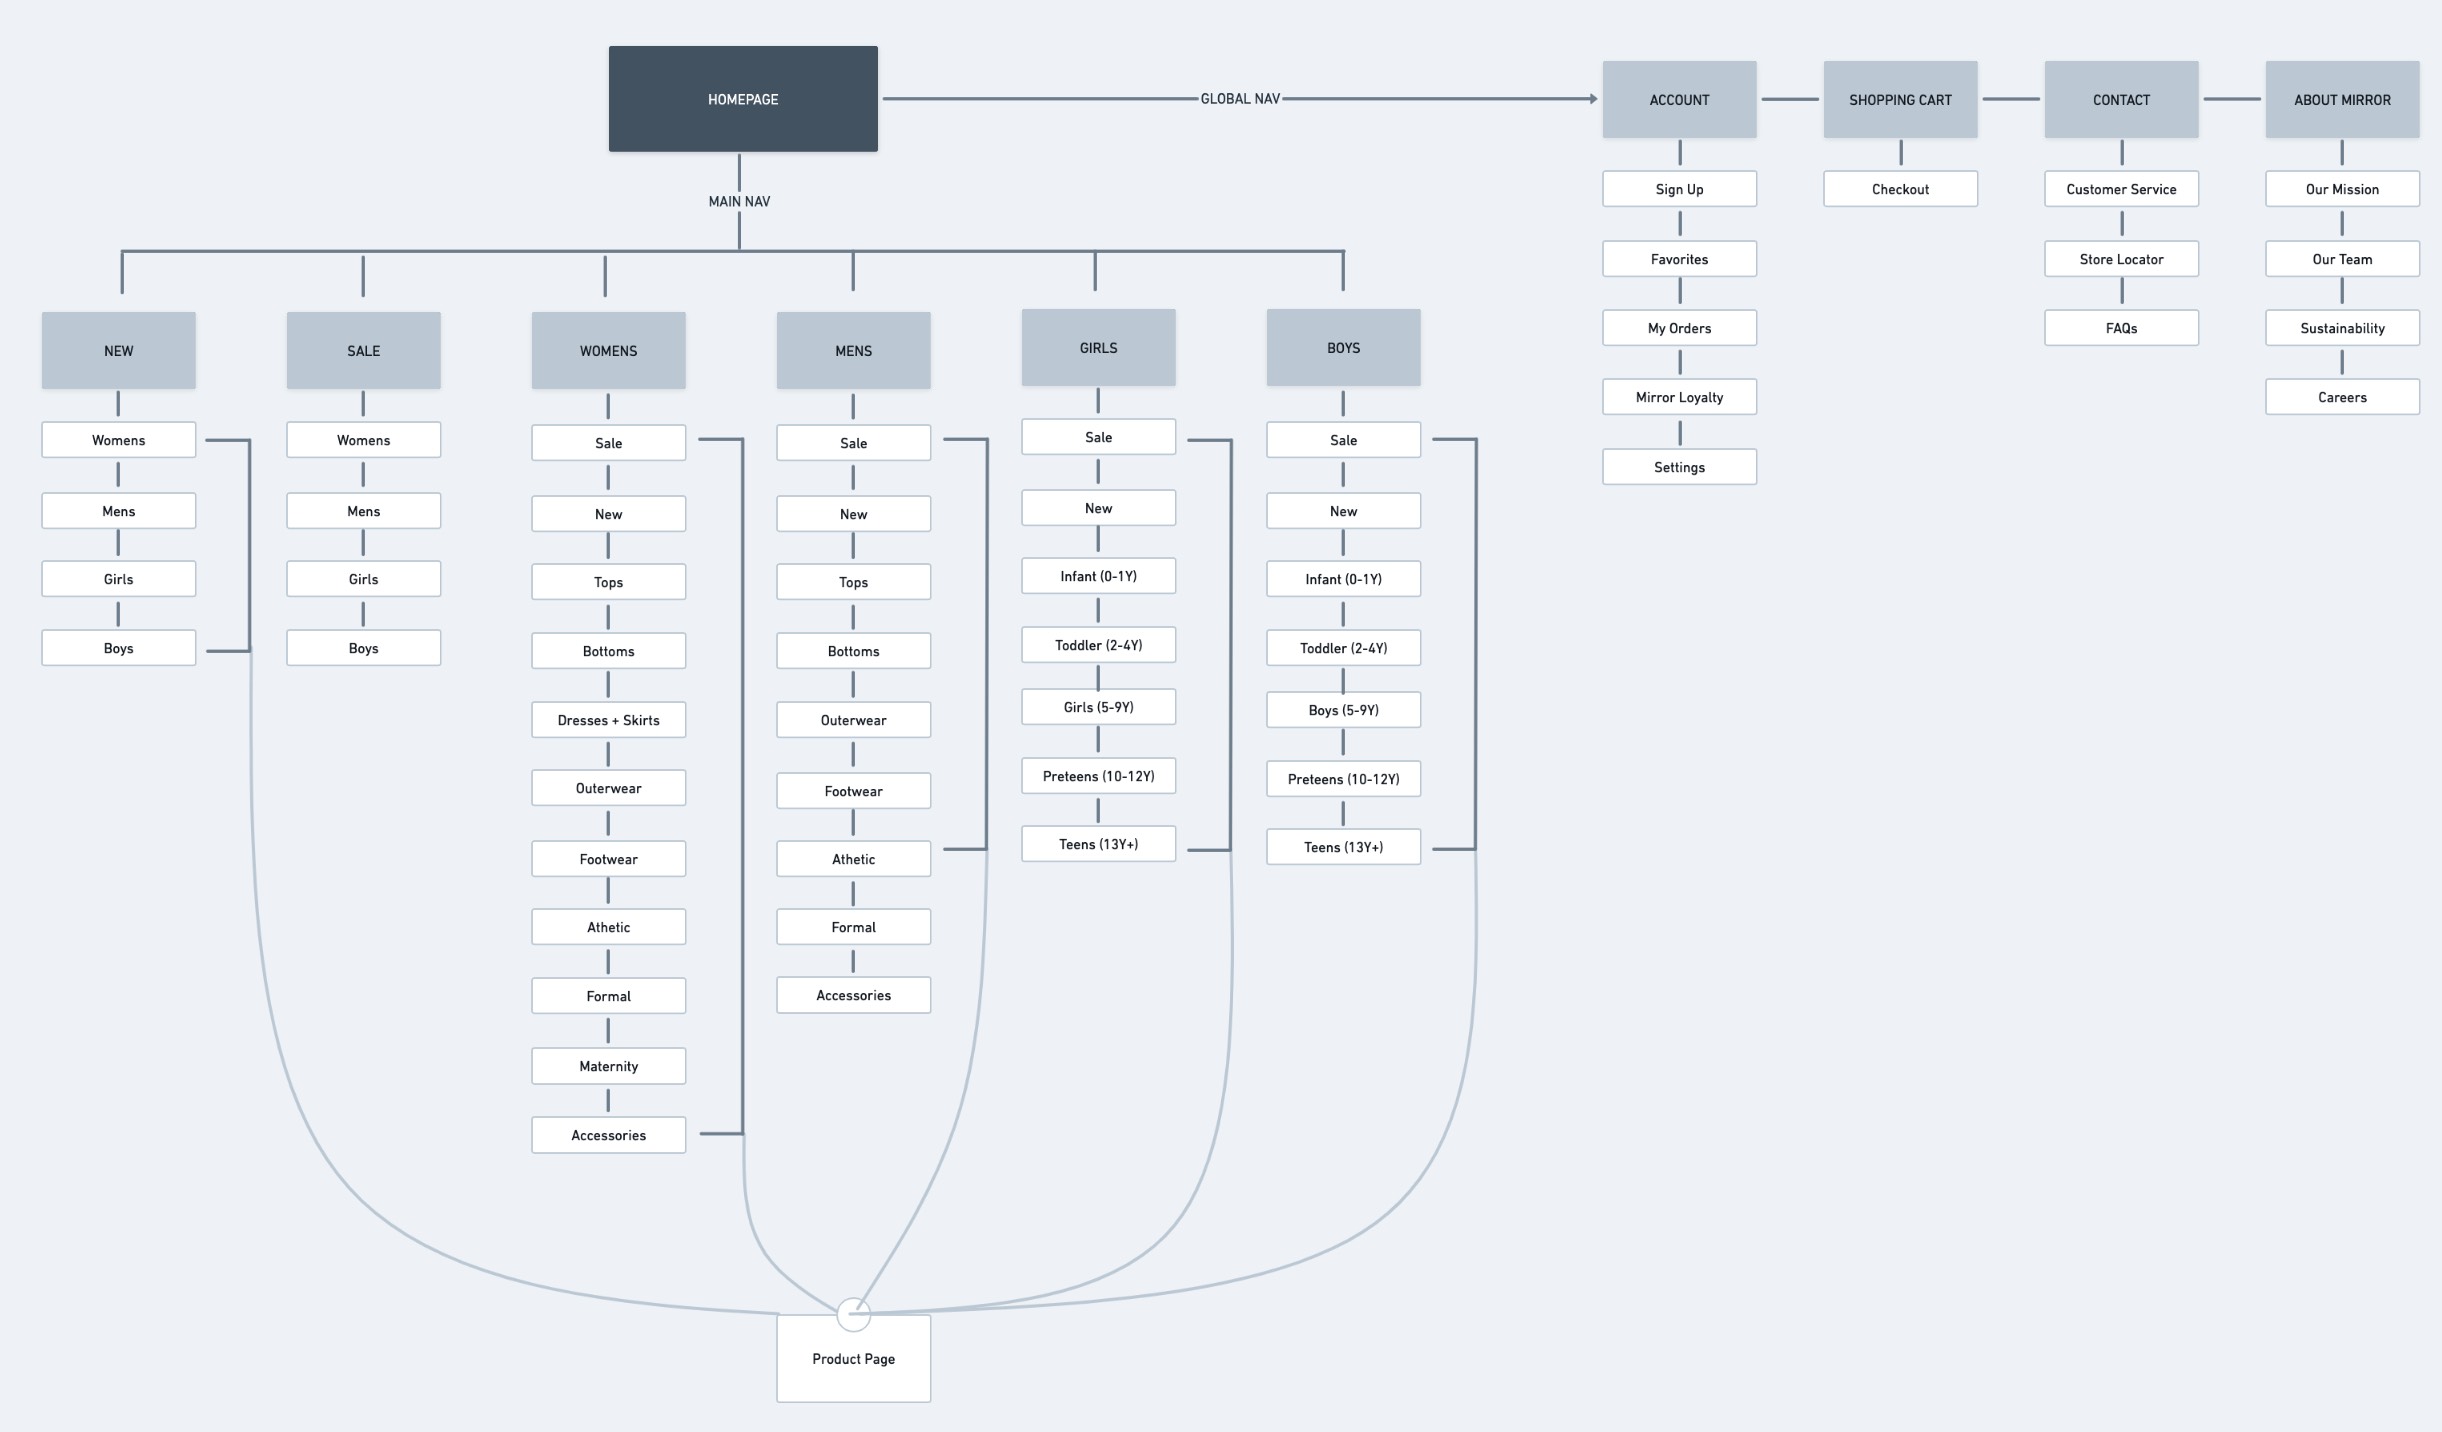 HOMEPAGE
GLOBAL NAV
ACCOUNT
SHOPPING CART
CONTACT
ABOUT MIRROR
Sign Up
Favorites
My Orders
Mirror Loyalty
Settings
Checkout
Customer Service
Store Locator
FAQs
Our Mission
Our Team
Sustainability
Careers
MAIN NAV
NEW
Womens
Mens
Girls
Boys
SALE
Womens
Mens
Girls
Boys
WOMENS
Sale
New
Tops
Bottoms
Dresses + Skirts
Outerwear
Footwear
Athetic
Formal
Maternity
Accessories
MENS
Sale
New
Tops
Bottoms
Outerwear
Footwear
Athetic
Formal
Accessories
GIRLS
Sale
New
Infant (0-1Y)
Toddler (2-4Y)
Girls (5-9Y)
Preteens (10-12Y)
Teens (13Y+)
BOYS
Sale
New
Infant (0-1Y)
Toddler (2-4Y)
Boys (5-9Y)
Preteens (10-12Y)
Teens (13Y+)
Product Page